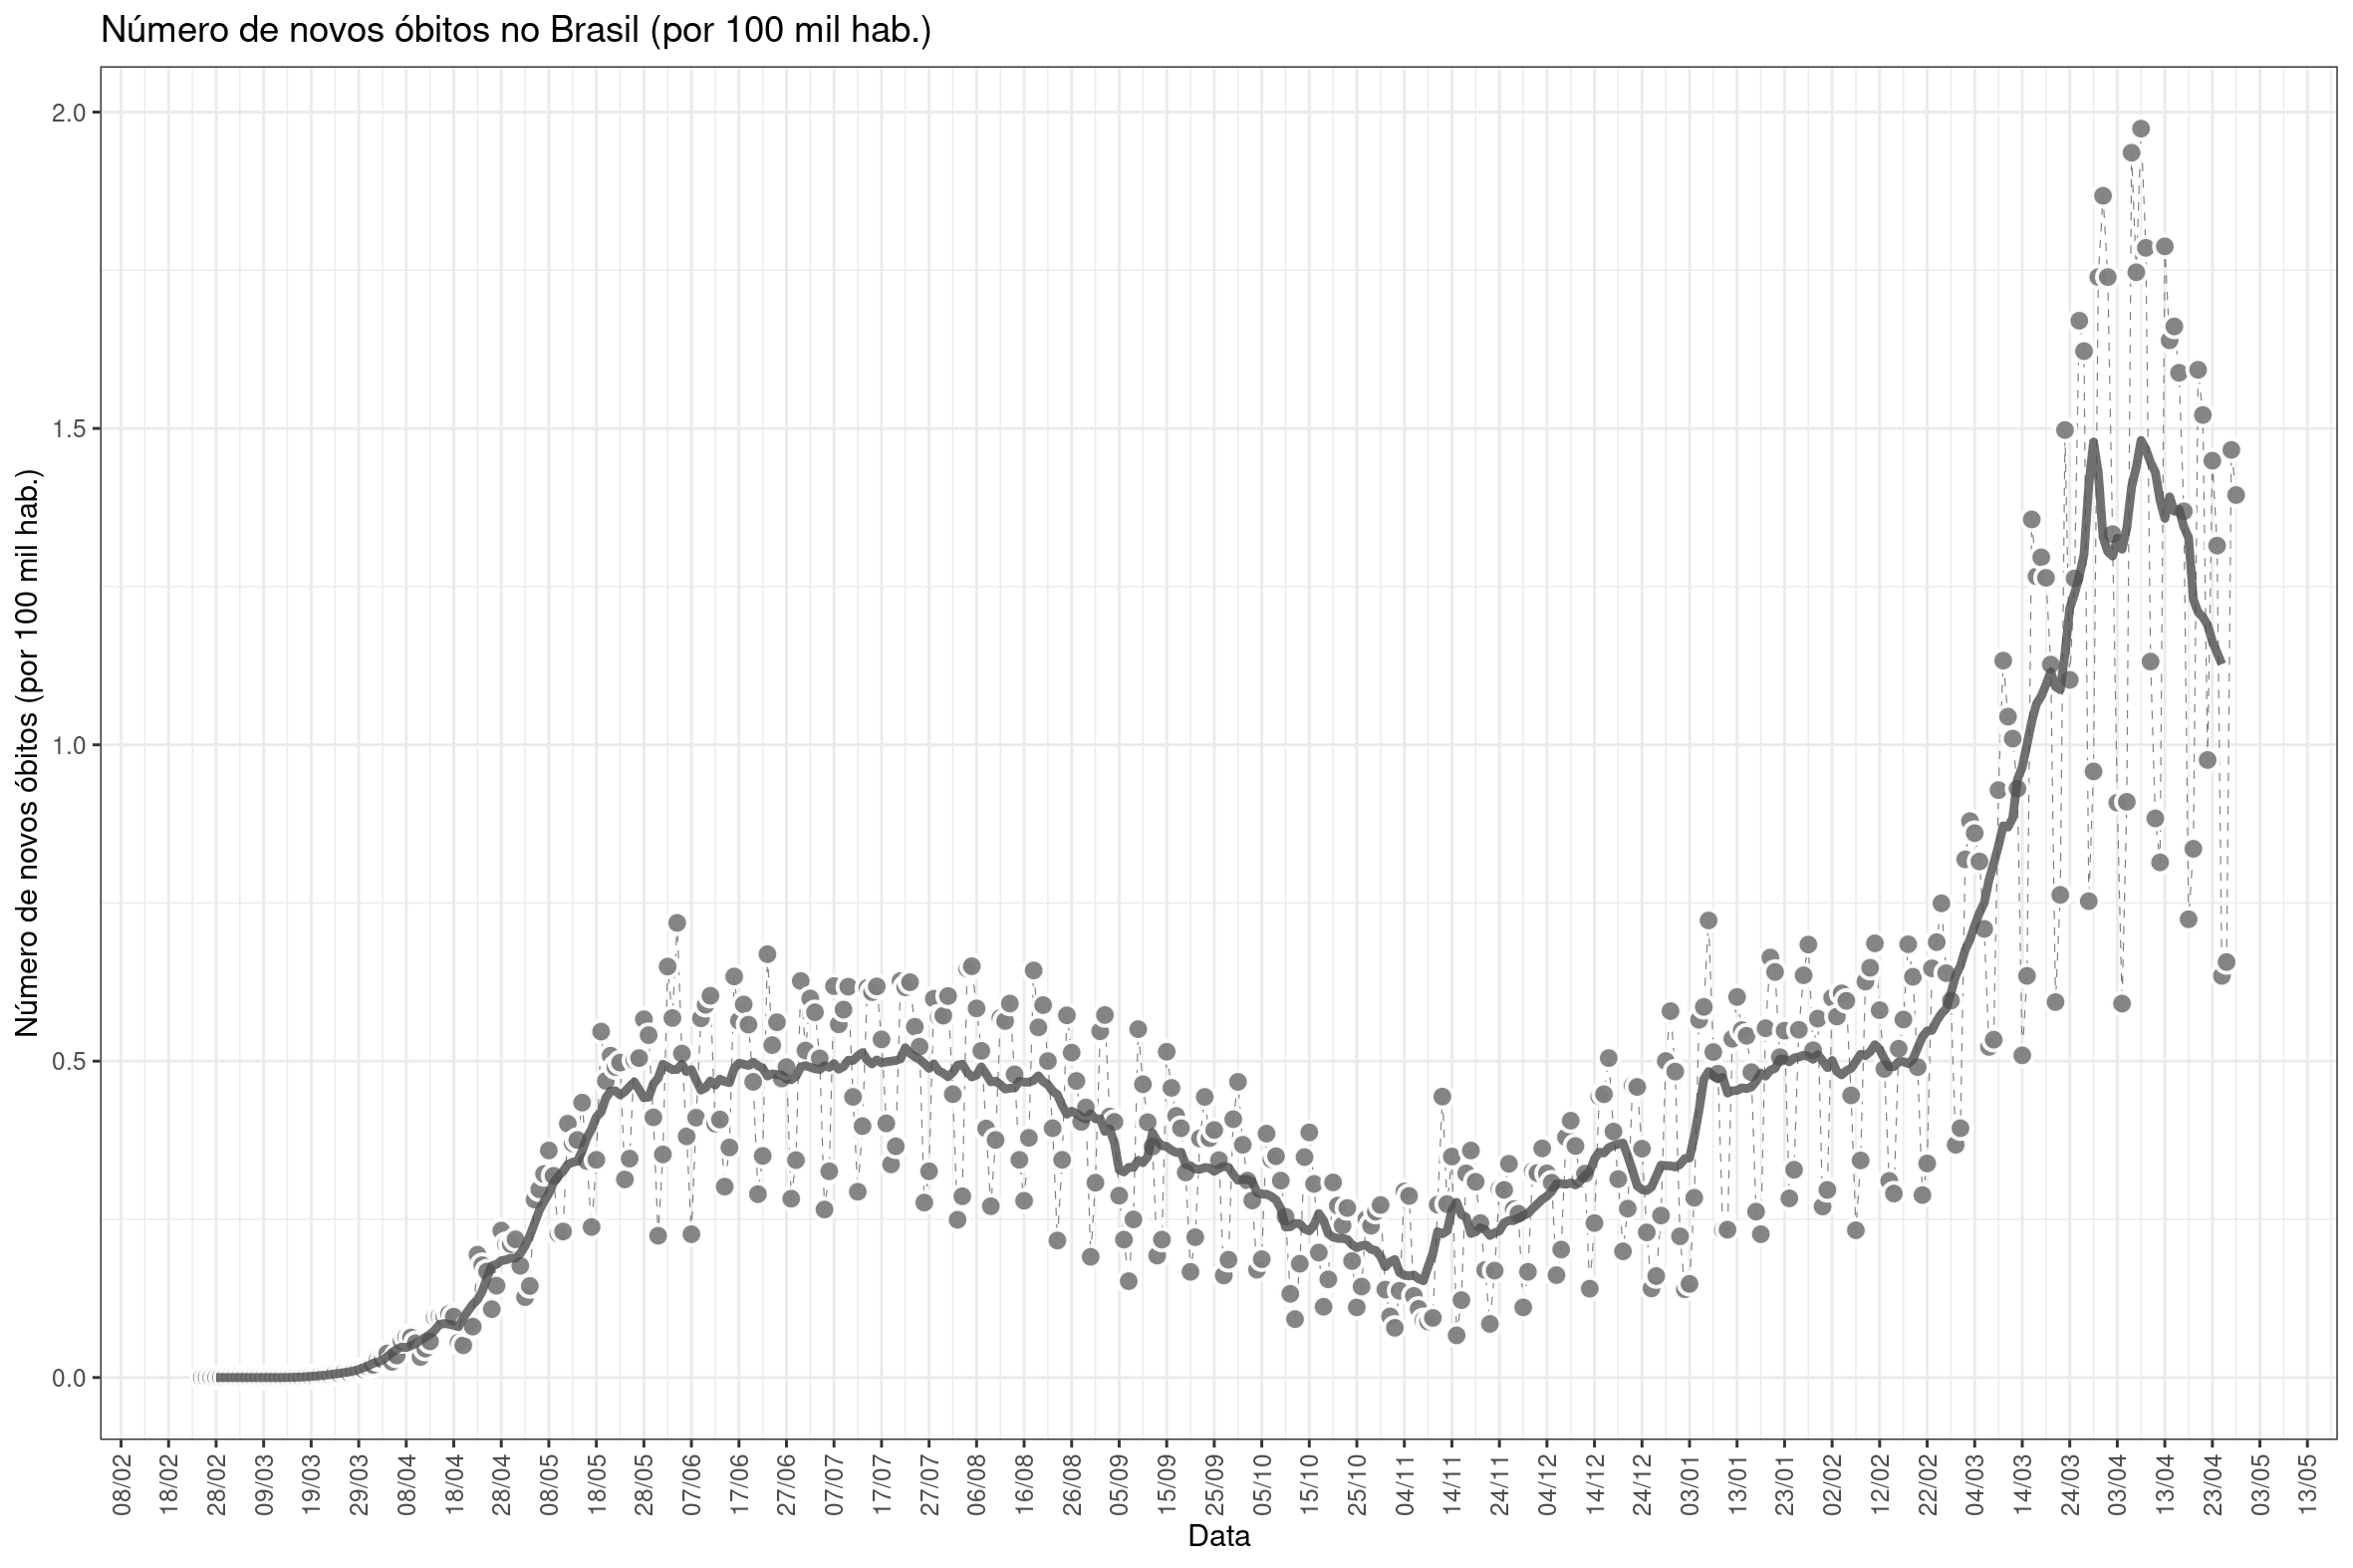 Número de novos óbitos no Brasil (por 100 mil hab.)
Número de novos óbitos (por 100 mil hab.)
2.0
1.5
1.0
0.5
0.0
08/02 18/02 28/02 09/03 19/03 29/03 08/04 18/04 28/04 08/05 18/05 28/05 07/06 17/06 27/06 07/07 17/07 27/07 06/08 16/08 26/08 05/09 15/09 25/09 05/10 15/10 25/10 04/11 14/11 24/11 04/12 14/12 24/12 03/01 13/01 23/01 02/02 12/02 22/02 04/03 14/03 24/03 03/04 13/04 23/04 03/05 13/05
Data